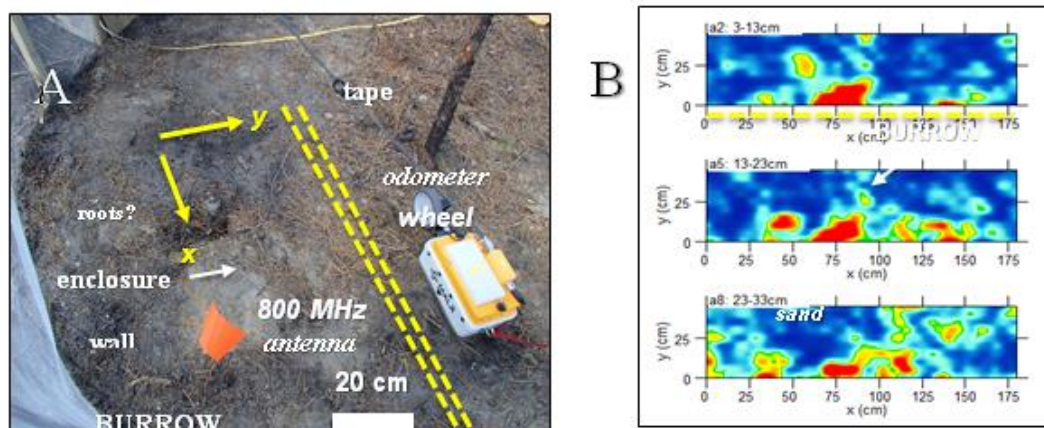 A
tape
y
odometer
wheel
roots?
x
enclosure
800 MHz
antenna
wall
20 cm
BURROW
B
a2: 3-13cm
y (cm)
25
0
0 25 50 75 100 125 150 175
x (cm)
BURROW
a5: 13-23cm
y (cm)
25
0
0 25 50 75 100 125 150 175
x (cm)
a8: 23-33cm
sand
y (cm)
25
0
0 25 50 75 100 125 150 175
x (cm)